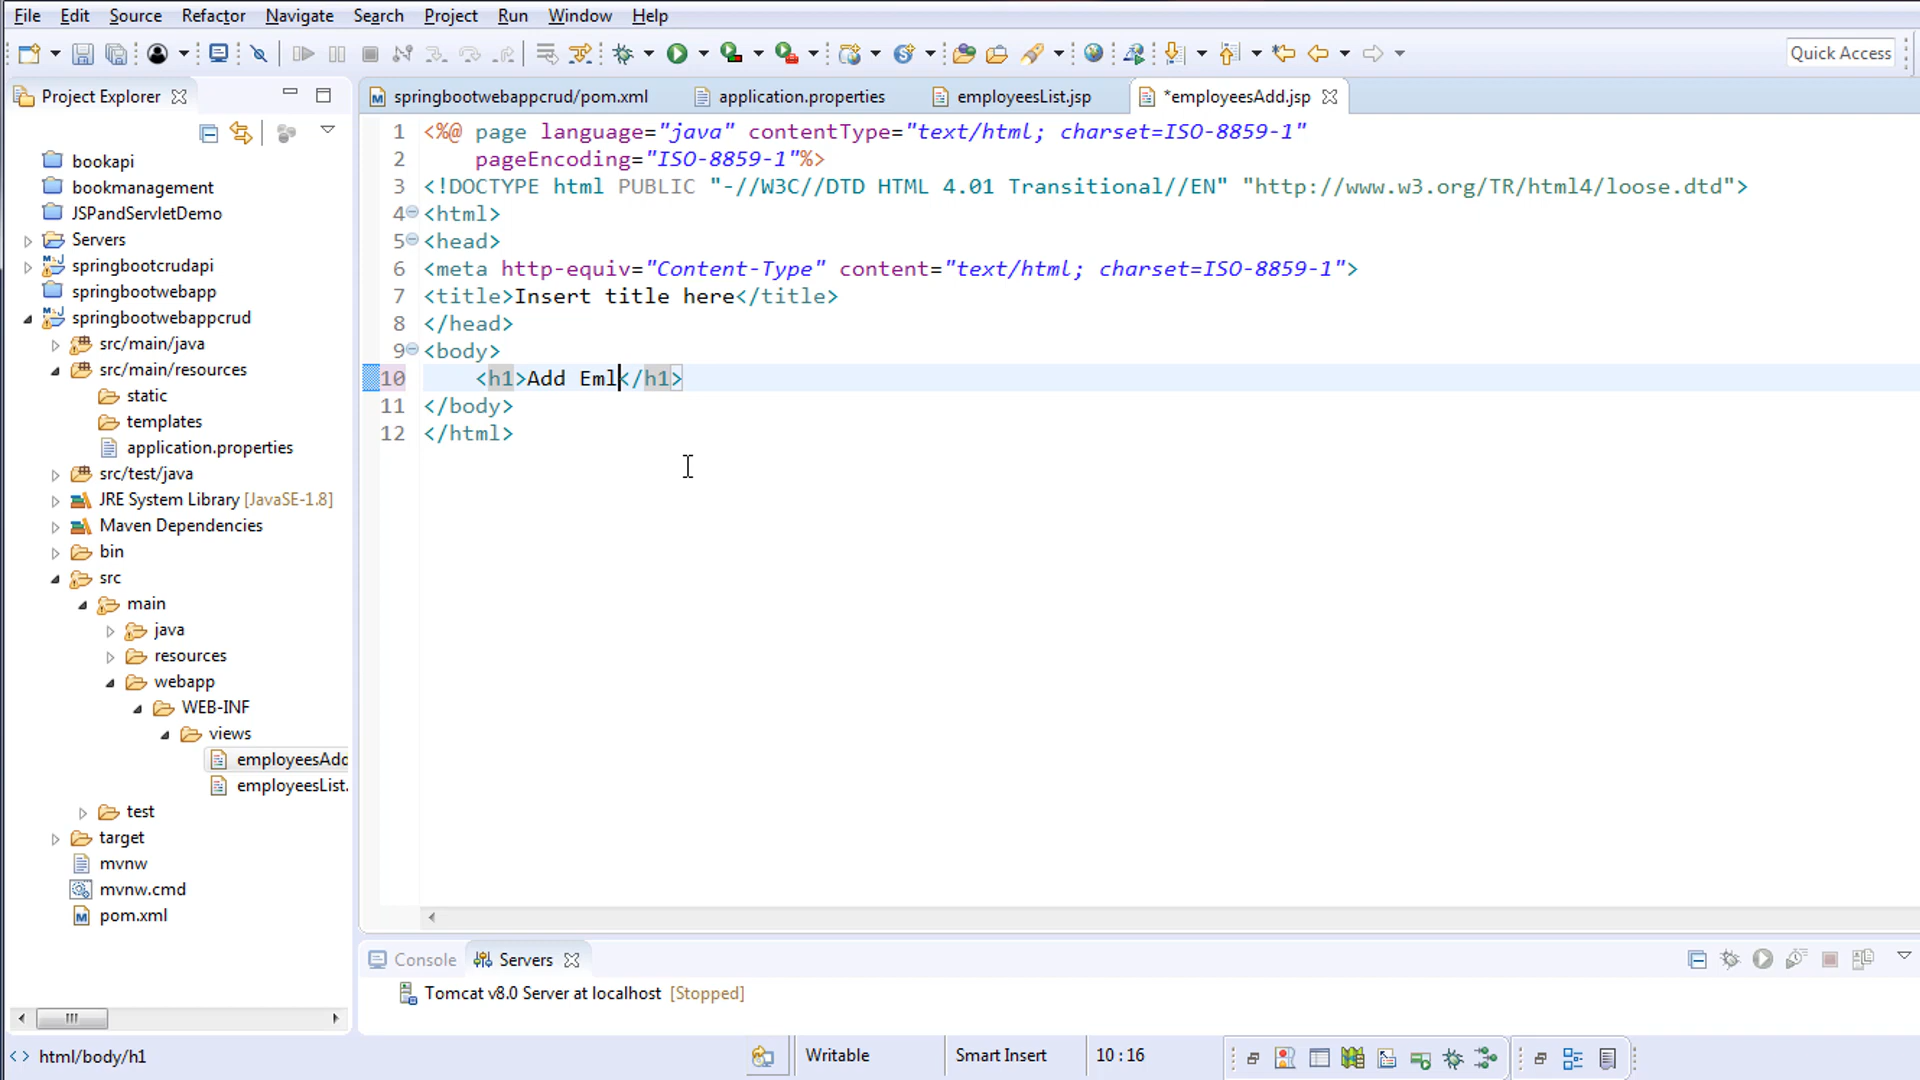 File Edit Source Refactor Navigate Search Project Run Window Help
Quick Access
Project Explorer
springbootwebappcrud/pom.xml application.properties employeesList.jsp *employeesAdd.jsp
bookapi
bookmanagement
JSPandServletDemo
Servers
springbootcrudapi
springbootwebapp
springbootwebappcrud
src/main/java
src/main/resources
static
templates
application.properties
src/test/java
JRE System Library [JavaSE-1.8]
Maven Dependencies
bin
src
main
java
resources
webapp
WEB-INF
views
employeesAdd
employeesList.
test
target
mvnw
mvnw.cmd
pom.xml
1 <%@ page language="java" contentType="text/html; charset=ISO-8859-1"
2 pageEncoding="ISO-8859-1"%>
3 <!DOCTYPE html PUBLIC "-//W3C//DTD HTML 4.01 Transitional//EN" "http://www.w3.org/TR/html4/loose.dtd">
4 <html>
5 <head>
6 <meta http-equiv="Content-Type" content="text/html; charset=ISO-8859-1">
7 <title>Insert title here</title>
8 </head>
9 <body>
10 <h1>Add Eml</h1>
11 </body>
12 </html>
Console Servers
Tomcat v8.0 Server at localhost [Stopped]
html/body/h1 Writable Smart Insert 10 : 16